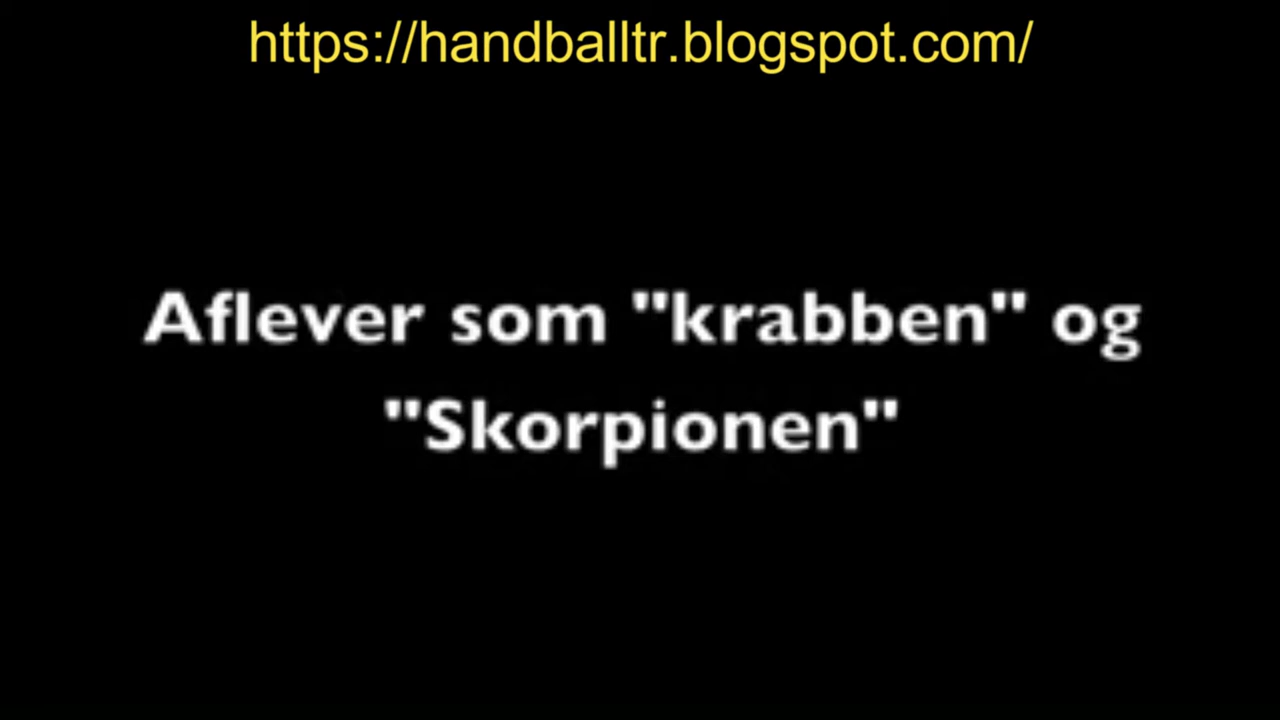 https://handballtr.blogspot.com/
Aflever som "krabben" og
"Skorpionen"